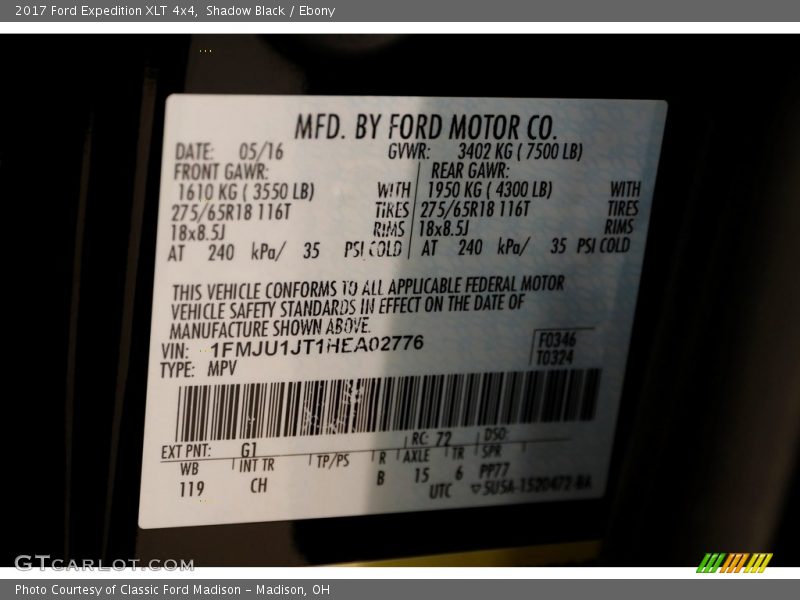 2017 Ford Expedition XLT 4x4, Shadow Black / Ebony
MFD. BY FORD MOTOR CO.
DATE: 05/16 GVWR: 3402 KG ( 7500 LB)
FRONT GAWR: REAR GAWR:
1610 KG ( 3550 LB) WITH 1950 KG ( 4300 LB) WITH
275/65R18 116T TIRES 275/65R18 116T TIRES
18x8.5J RIMS 18x8.5J RIMS
AT 240 kPa/ 35 PSI COLD AT 240 kPa/ 35 PSI COLD
THIS VEHICLE CONFORMS TO ALL APPLICABLE FEDERAL MOTOR
VEHICLE SAFETY STANDARDS IN EFFECT ON THE DATE OF
MANUFACTURE SHOWN ABOVE.
VIN: 1FMJU1JT1HEA02776 F0346
TYPE: MPV T0324
EXT PNT: G1 RC: 72 DSO:
WB INT TR TP/PS R AXLE TR SPR
119 CH B 15 6 PP77
UTC 5U5A-1520472-BA
GTcarlot.com
Photo Courtesy of Classic Ford Madison - Madison, OH